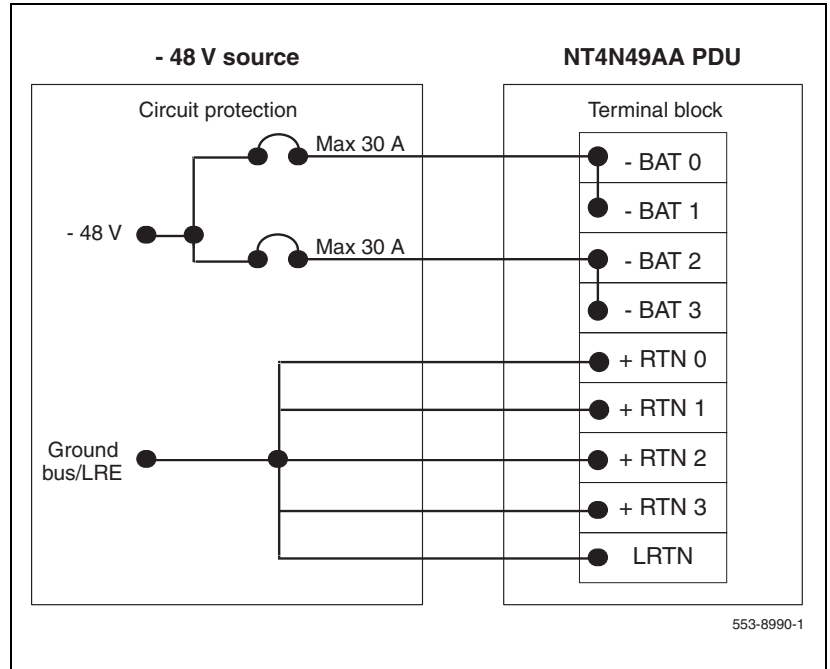 - 48 V source
NT4N49AA PDU
Circuit protection
Terminal block
Max 30 A
- BAT 0
- BAT 1
- 48 V
Max 30 A
- BAT 2
- BAT 3
+ RTN 0
+ RTN 1
Ground
bus/LRE
+ RTN 2
+ RTN 3
LRTN
553-8990-1